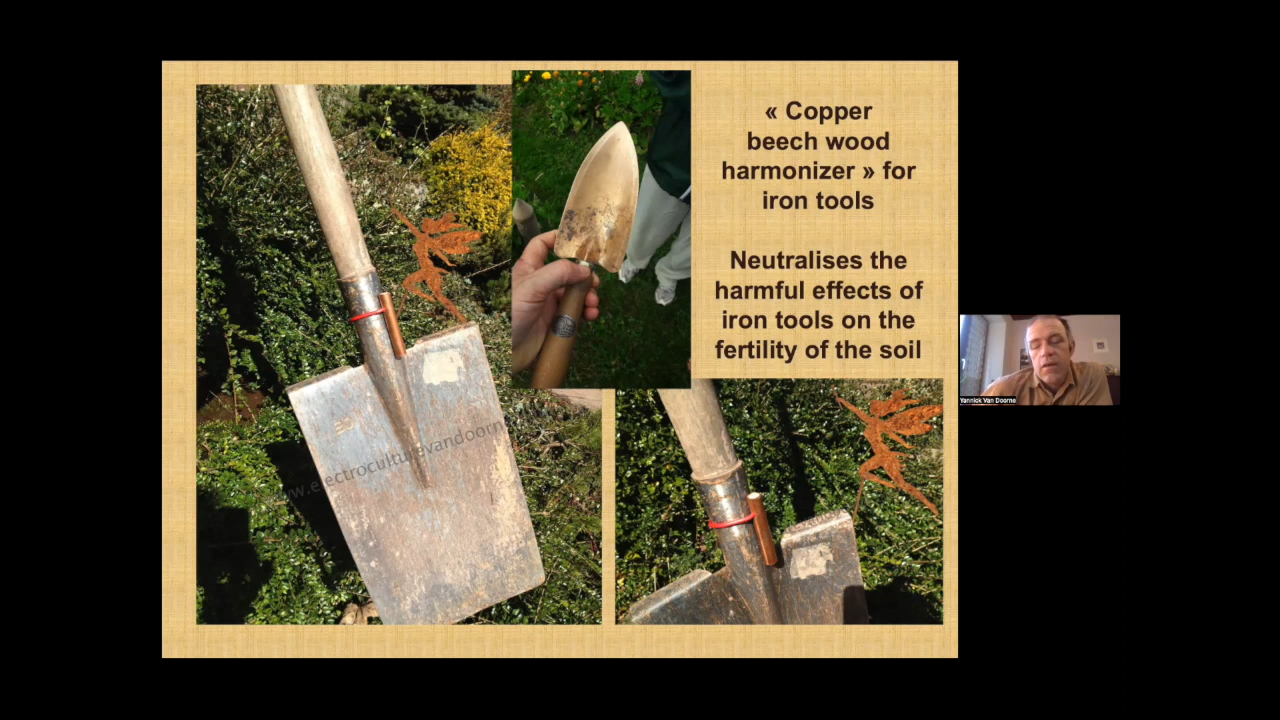 « Copper
beech wood
harmonizer » for
iron tools
Neutralises the
harmful effects of
iron tools on the
fertility of the soil
www.electroculturevandoorne
Yannick Van Doorne